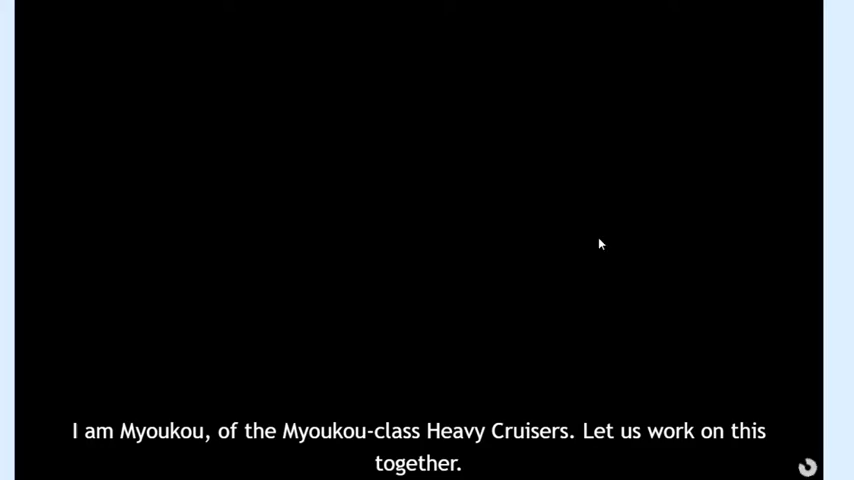 I am Myoukou, of the Myoukou-class Heavy Cruisers. Let us work on this
together.